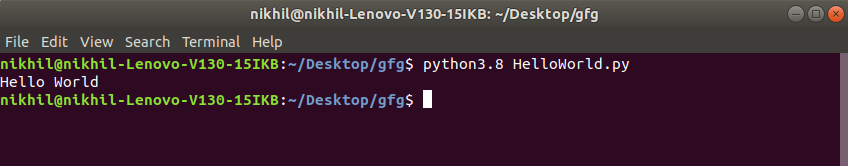 nikhil@nikhil-Lenovo-V130-15IKB: ~/Desktop/gfg
File Edit View Search Terminal Help
nikhil@nikhil-Lenovo-V130-15IKB:~/Desktop/gfg$ python3.8 HelloWorld.py
Hello World
nikhil@nikhil-Lenovo-V130-15IKB:~/Desktop/gfg$